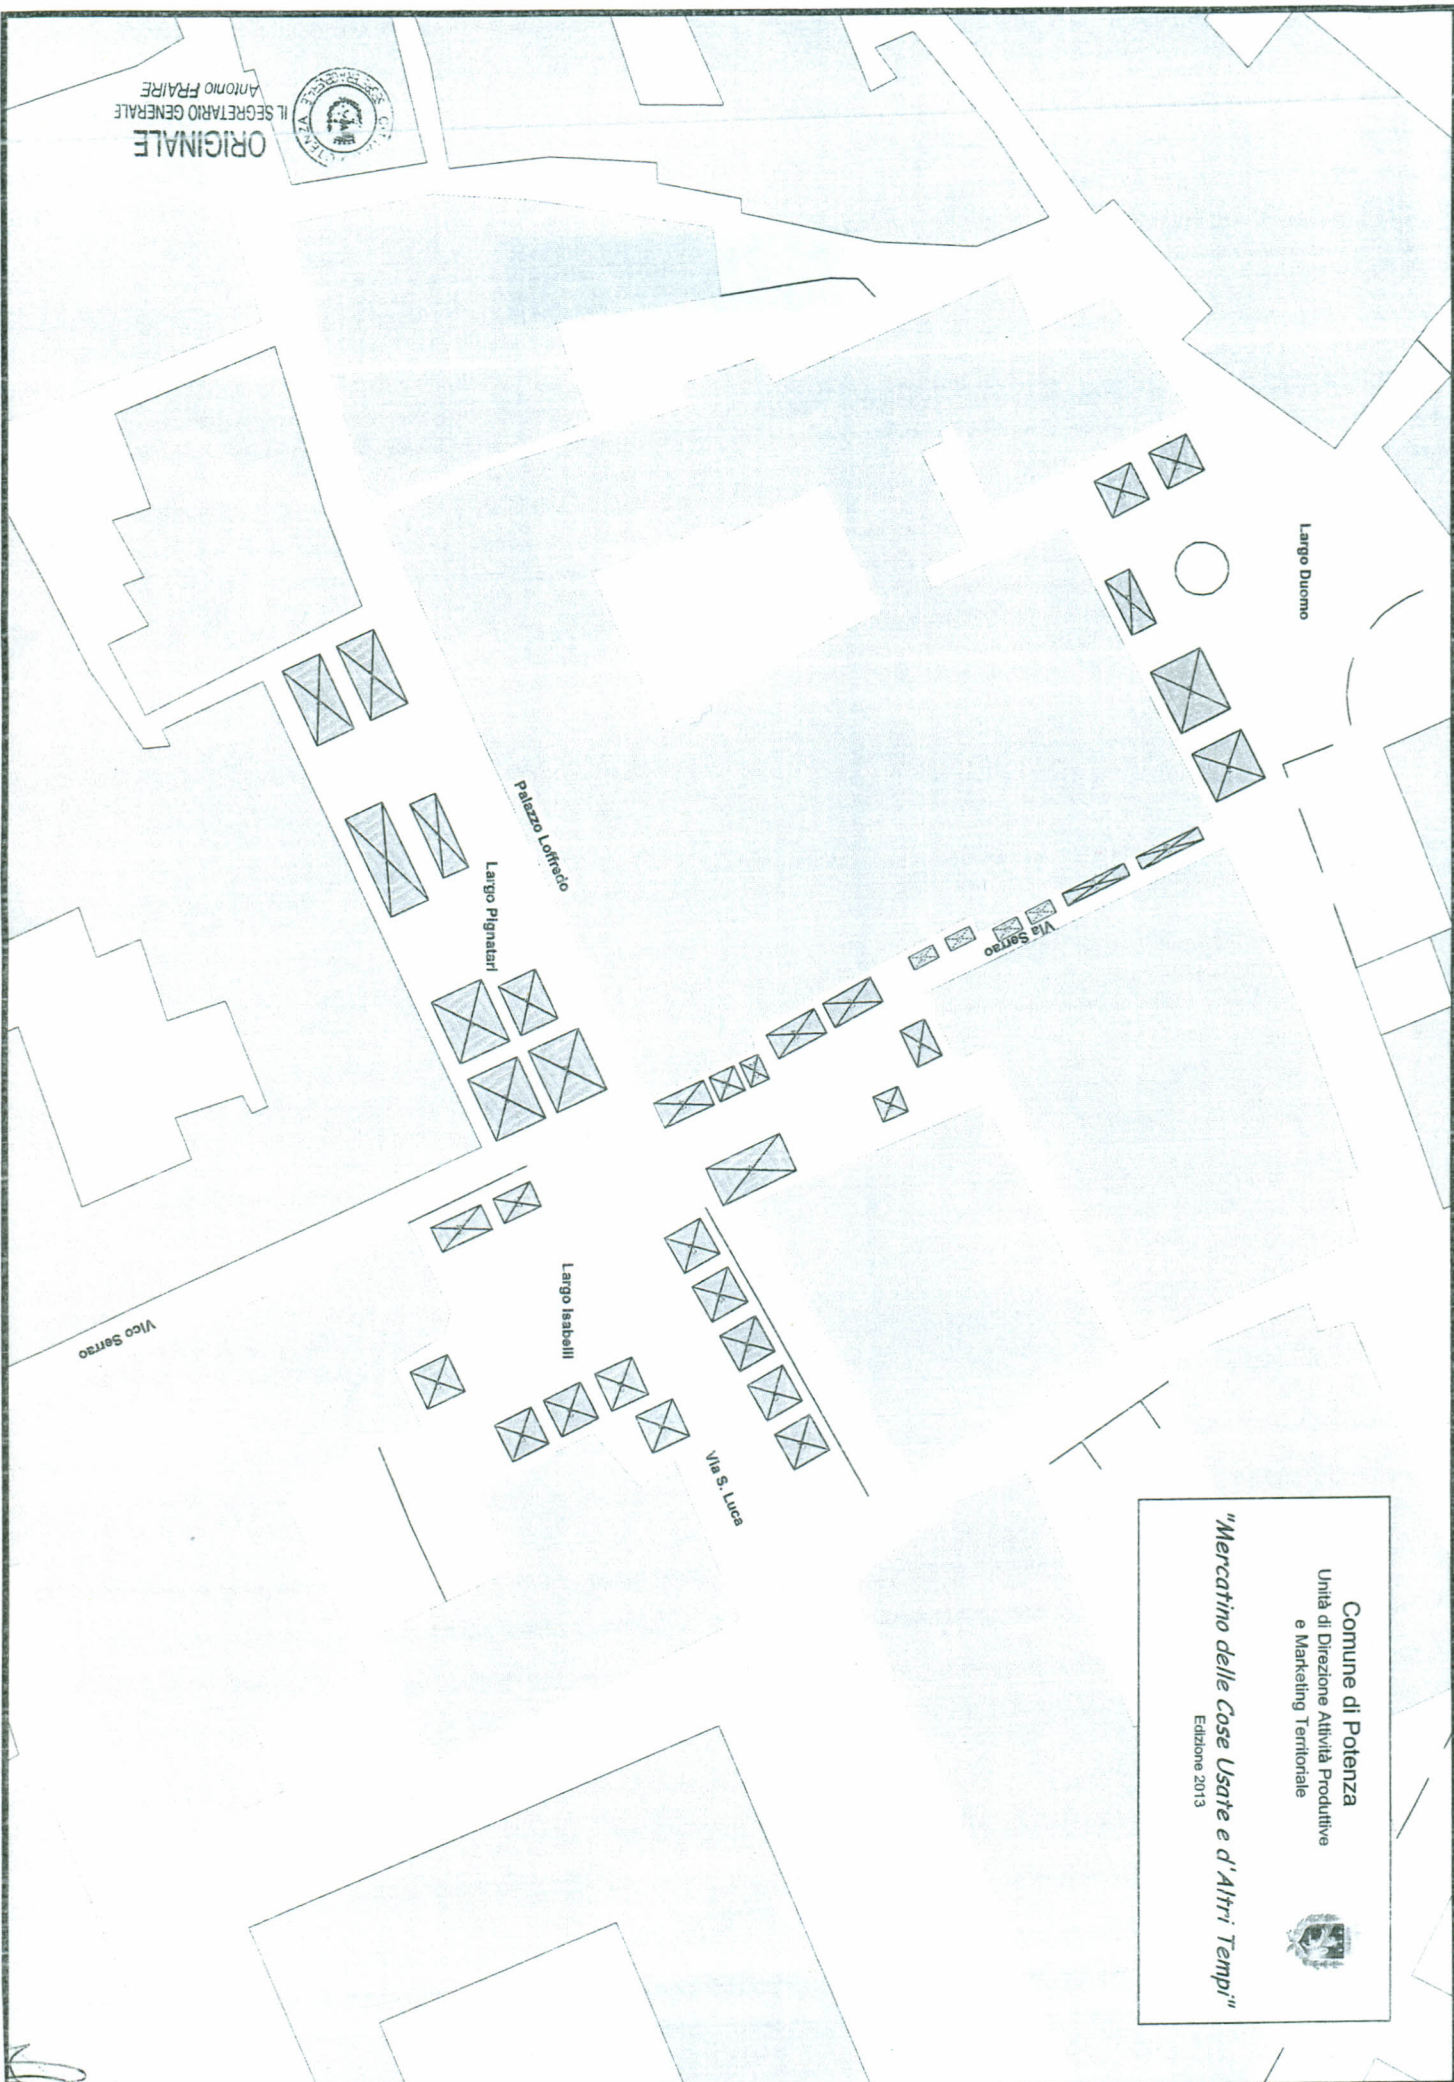 Comune di Potenza
Unità di Direzione Attività Produttive
e Marketing Territoriale
"Mercatino delle Cose Usate e d'Altri Tempi"
Edizione 2013
Largo Duomo
Via Serrao
Palazzo Loffredo
Largo Pignatari
Largo Isabelli
Via S. Luca
Vico Serrao
ORIGINALE
IL SEGRETARIO GENERALE
Antonio FRAIRE
POTENZA